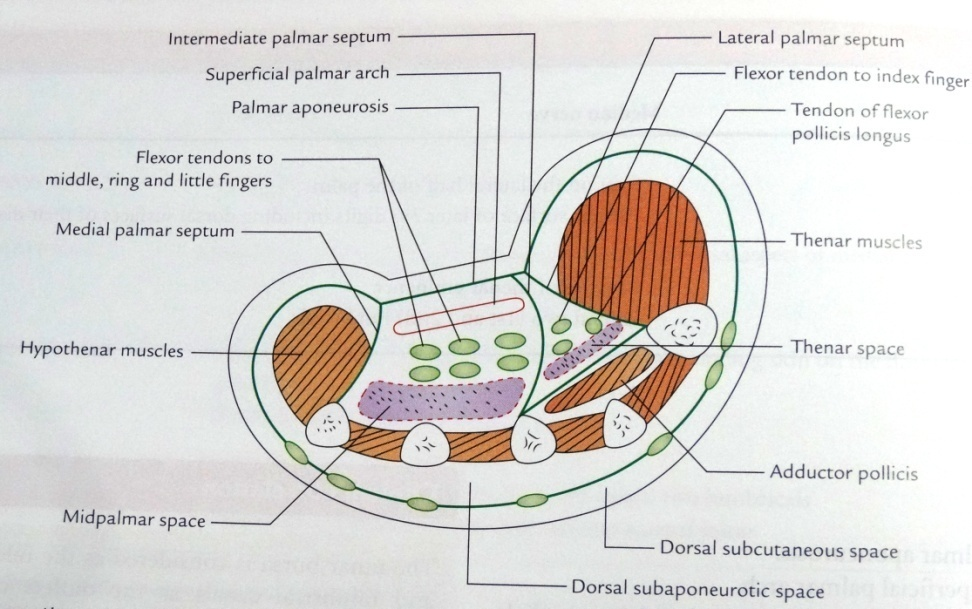 Intermediate palmar septum
Superficial palmar arch
Palmar aponeurosis
Flexor tendons to
middle, ring and little fingers
Medial palmar septum
Hypothenar muscles
Midpalmar space
Lateral palmar septum
Flexor tendon to index finger
Tendon of flexor
pollicis longus
Thenar muscles
Thenar space
Adductor pollicis
Dorsal subcutaneous space
Dorsal subaponeurotic space